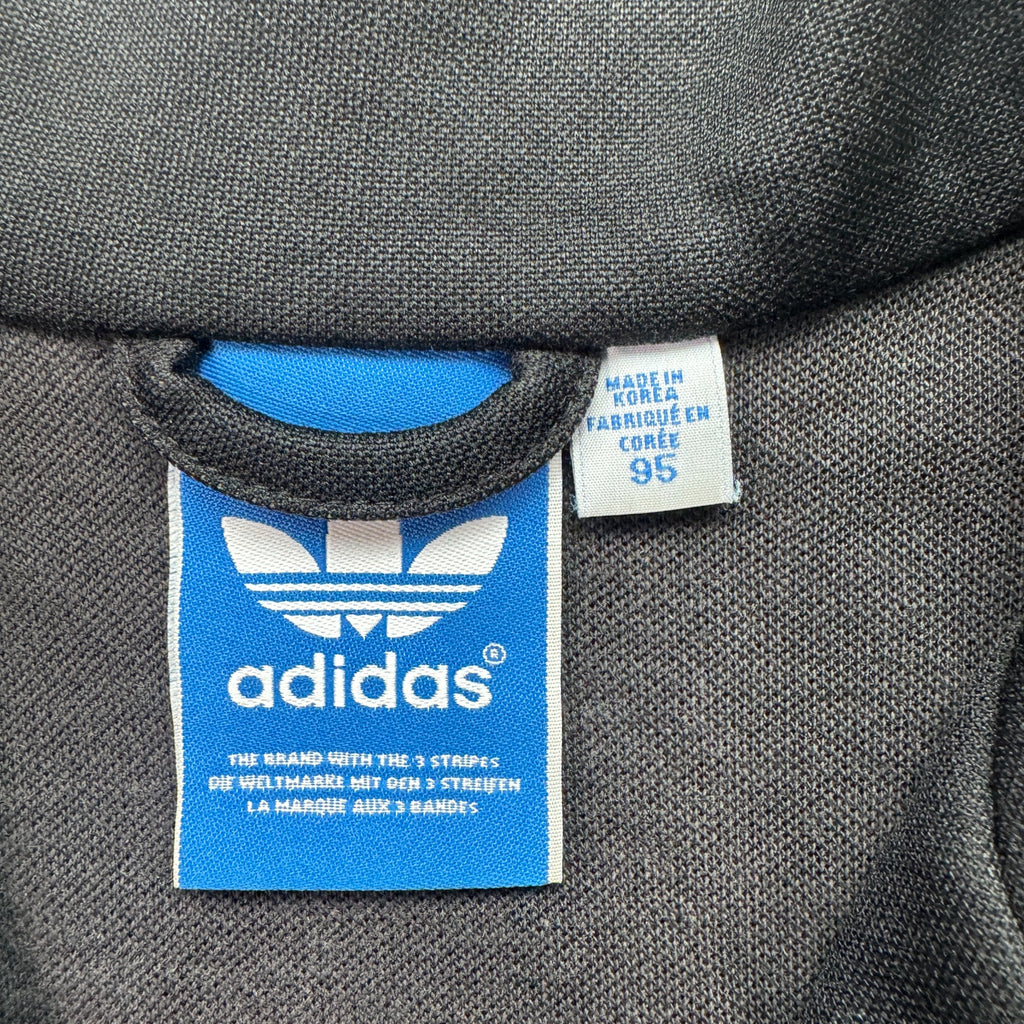 MADE IN
KOREA
FABRIQUÉ EN
CORÉE
95
adidas®
THE BRAND WITH THE 3 STRIPES
DIE WELTMARKE MIT DEN 3 STREIFEN
LA MARQUE AUX 3 BANDES